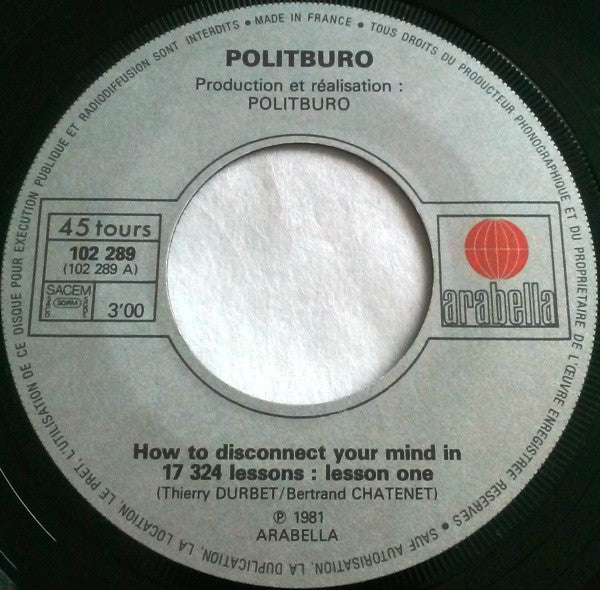 MADE IN FRANCE • TOUS DROITS DU PRODUCTEUR PHONOGRAPHIQUE ET DU PROPRIETAIRE DE L'ŒUVRE ENREGISTREE RESERVES • SAUF AUTORISATION, LA DUPLICATION, LA LOCATION, LE PRET, L'UTILISATION DE CE DISQUE POUR EXECUTION PUBLIQUE ET RADIODIFFUSION SONT INTERDITS •
POLITBURO
Production et réalisation :
POLITBURO
45 tours
102 289
(102 289 A)
SACEM
SDRM
3'00
arabella
How to disconnect your mind in
17 324 lessons : lesson one
(Thierry DURBET/Bertrand CHATENET)
℗ 1981
ARABELLA